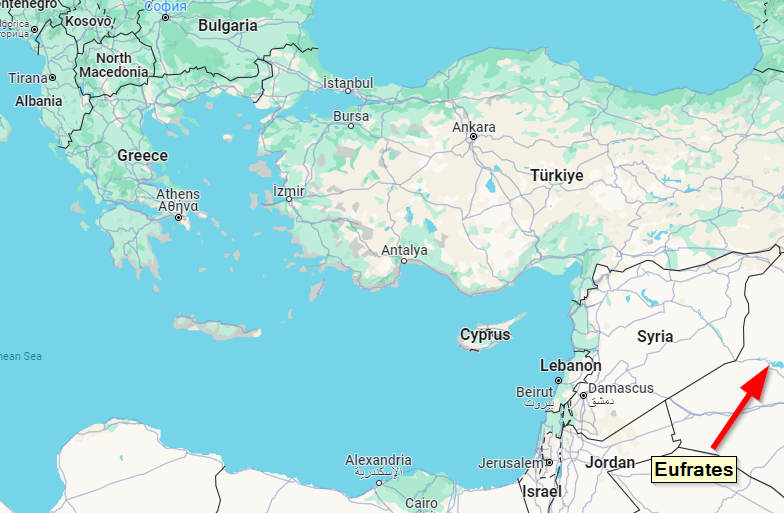 ntenegro
Kosovo
София
Bulgaria
North
Macedonia
Tirana
Albania
İstanbul
Bursa
Ankara
Greece
Türkiye
Athens
Αθήνα
İzmir
Antalya
Cyprus
Syria
nean Sea
Lebanon
Beirut
بيروت
Damascus
دمشق
Alexandria
الإسكندرية
Jerusalem
Jordan
Eufrates
Israel
Cairo